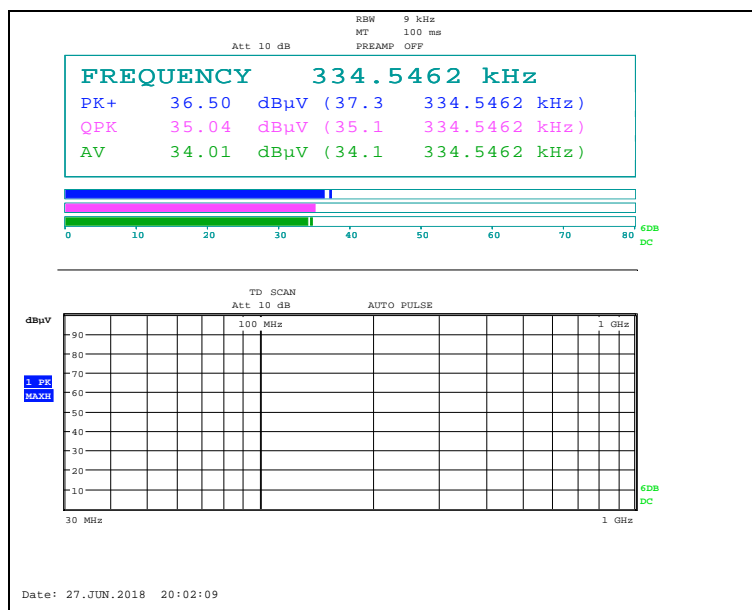 RBW 9 kHz
MT 100 ms
Att 10 dB PREAMP OFF
FREQUENCY 334.5462 kHz
PK+ 36.50 dBµV (37.3 334.5462 kHz)
QPK 35.04 dBµV (35.1 334.5462 kHz)
AV 34.01 dBµV (34.1 334.5462 kHz)
0 10 20 30 40 50 60 70 80
6DB
DC
TD SCAN
Att 10 dB AUTO PULSE
dBµV
100 MHz 1 GHz
90
80
70
1 PK
MAXH
60
50
40
30
20
10
6DB
DC
30 MHz 1 GHz
Date: 27.JUN.2018 20:02:09